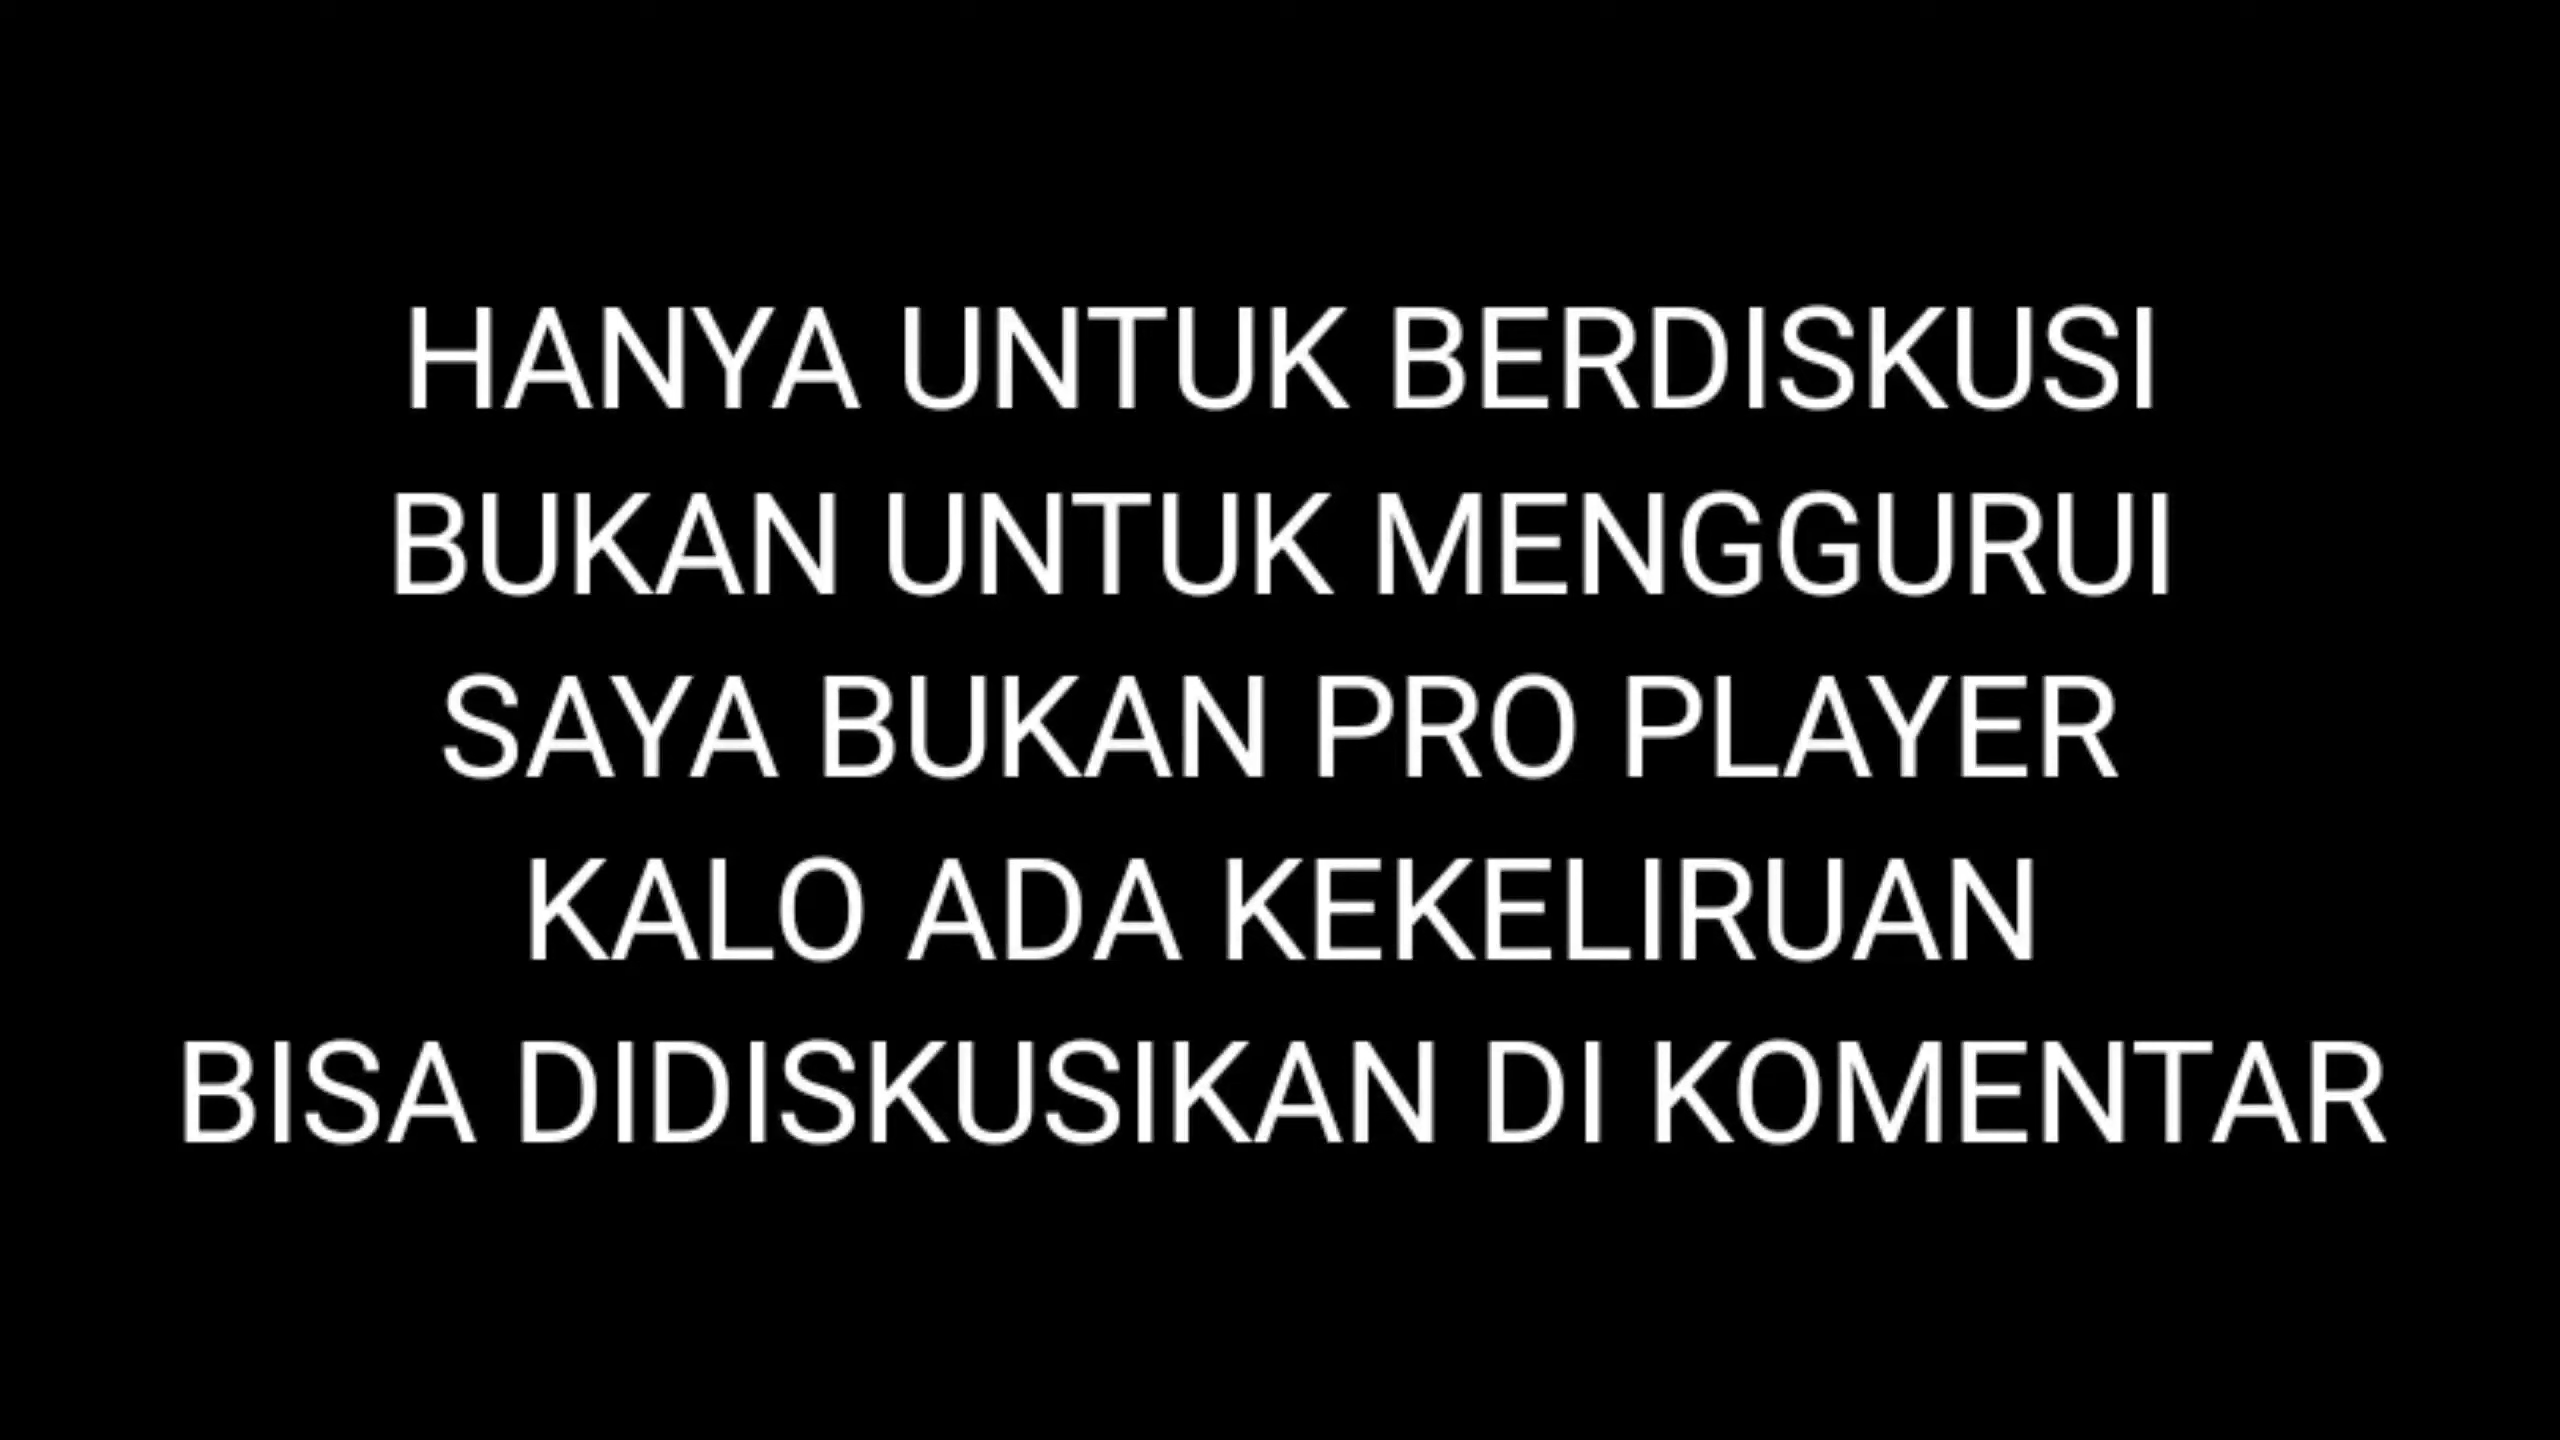 HANYA UNTUK BERDISKUSI
BUKAN UNTUK MENGGURUI
SAYA BUKAN PRO PLAYER
KALO ADA KEKELIRUAN
BISA DIDISKUSIKAN DI KOMENTAR